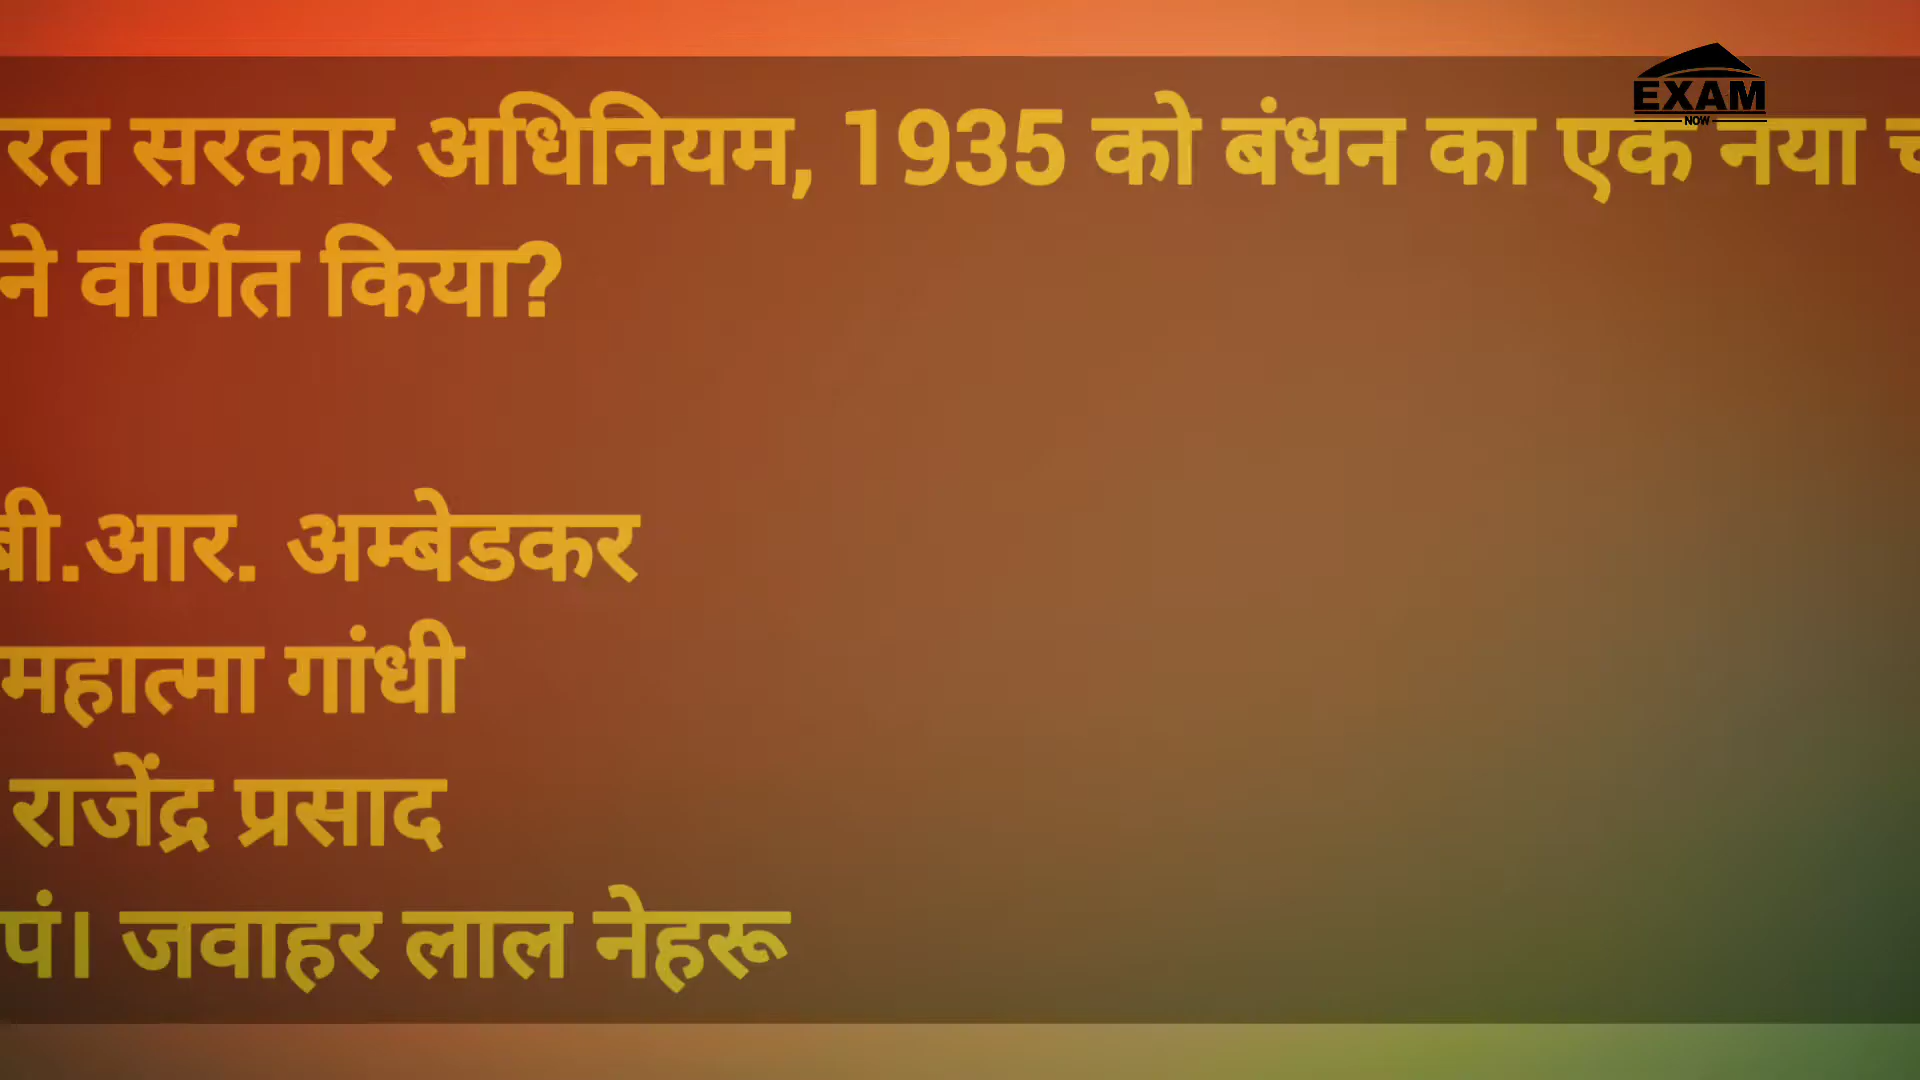 रत सरकार अधिनियम, 1935 को बंधन का एक नया
ने वर्णित किया?
बी.आर. अम्बेडकर
महात्मा गांधी
राजेंद्र प्रसाद
पं। जवाहर लाल नेहरू
EXAM
NOW